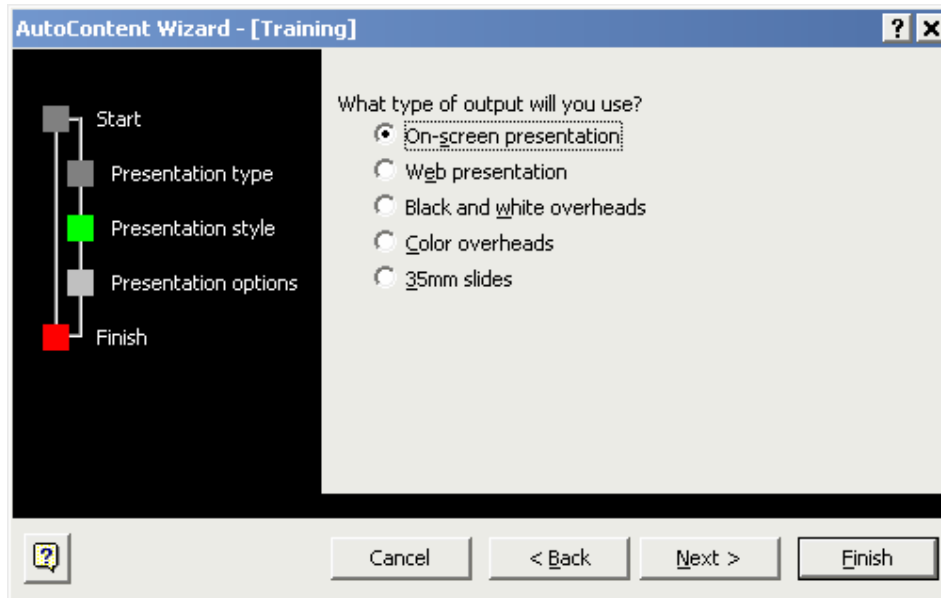 AutoContent Wizard - [Training]
? X
Start
Presentation type
Presentation style
Presentation options
Finish
What type of output will you use?
On-screen presentation
Web presentation
Black and white overheads
Color overheads
35mm slides
?
Cancel
< Back
Next >
Finish